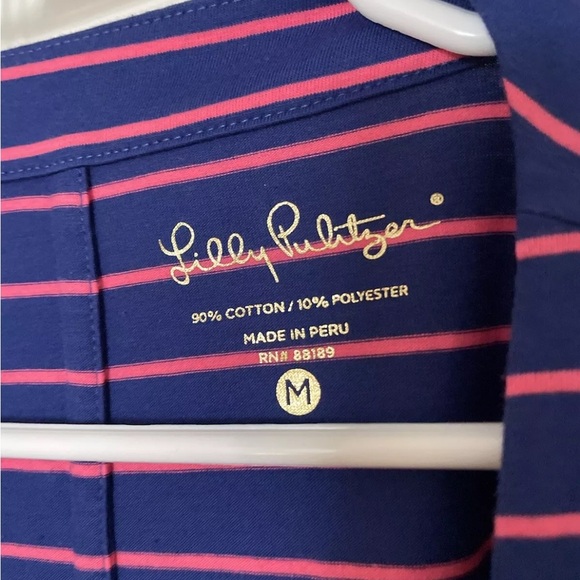 Lilly Pulitzer®
90% COTTON / 10% POLYESTER
MADE IN PERU
RN# 88189
M